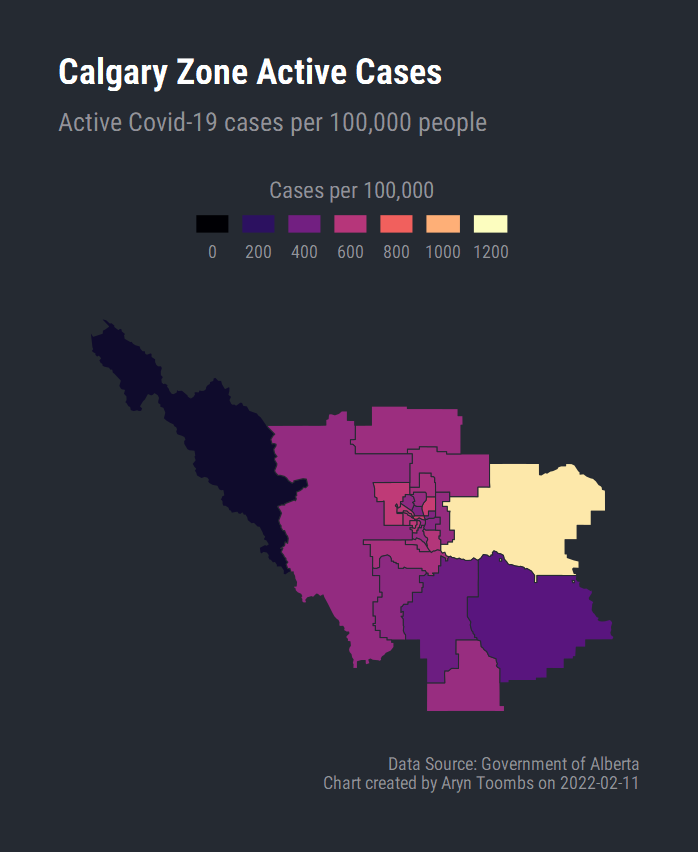 Calgary Zone Active Cases
Active Covid-19 cases per 100,000 people
Cases per 100,000
0 200 400 600 800 1000 1200
Data Source: Government of Alberta
Chart created by Aryn Toombs on 2022-02-11